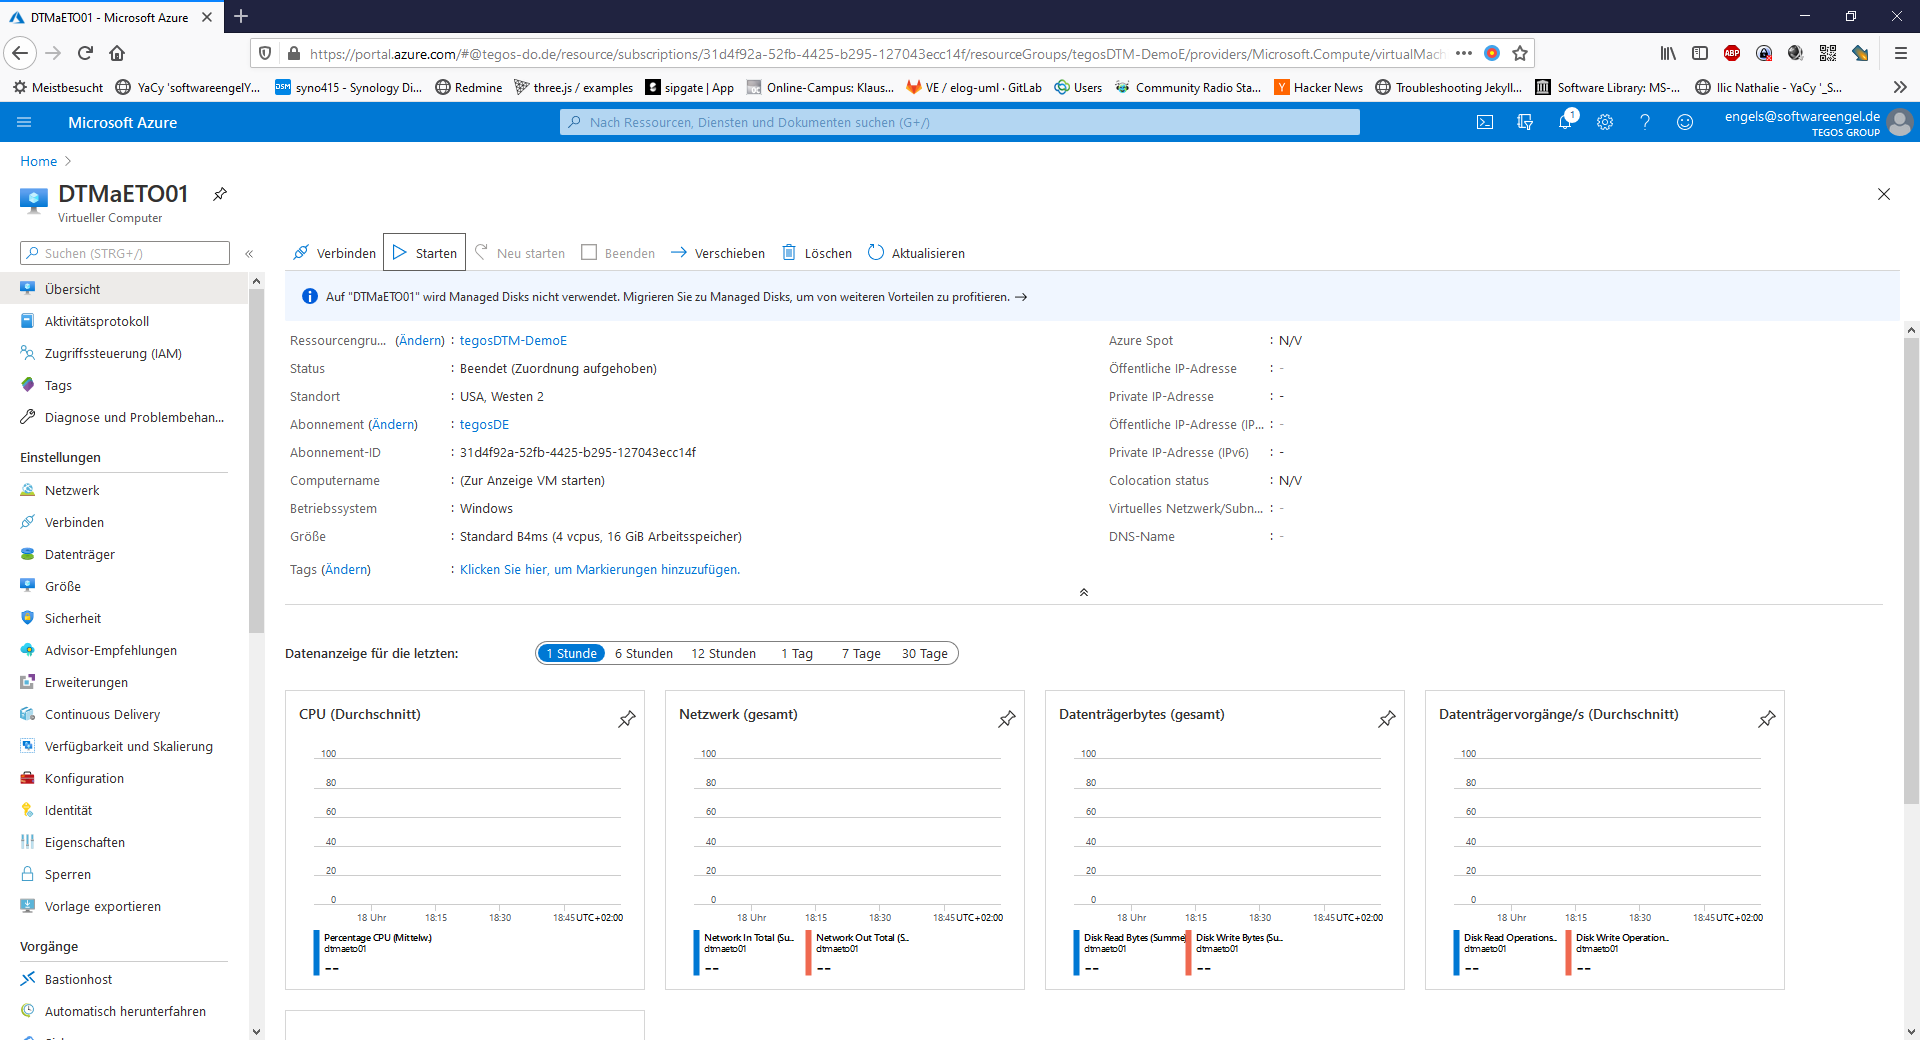 DTMaETO01 - Microsoft Azure
https://portal.azure.com/#@tegos-do.de/resource/subscriptions/31d4f92a-52fb-4425-b295-127043ecc14f/resourceGroups/tegosDTM-DemoE/providers/Microsoft.Compute/virtualMach
Meistbesucht
YaCy 'softwareengelY...
DSM syno415 - Synology Di...
Redmine
three.js / examples
sipgate | App
Online-Campus: Klaus...
VE / elog-uml · GitLab
Users
Community Radio Sta...
Hacker News
Troubleshooting Jekyll...
Software Library: MS-...
Ilic Nathalie - YaCy '_S...
Microsoft Azure
Nach Ressourcen, Diensten und Dokumenten suchen (G+/)
1
engels@softwareengel.de
TEGOS GROUP
Home
DTMaETO01
Virtueller Computer
Suchen (STRG+/)
Verbinden
Starten
Neu starten
Beenden
Verschieben
Löschen
Aktualisieren
Auf "DTMaETO01" wird Managed Disks nicht verwendet. Migrieren Sie zu Managed Disks, um von weiteren Vorteilen zu profitieren. →
Übersicht
Aktivitätsprotokoll
Zugriffssteuerung (IAM)
Tags
Diagnose und Problembehan...
Einstellungen
Netzwerk
Verbinden
Datenträger
Größe
Sicherheit
Advisor-Empfehlungen
Erweiterungen
Continuous Delivery
Verfügbarkeit und Skalierung
Konfiguration
Identität
Eigenschaften
Sperren
Vorlage exportieren
Vorgänge
Bastionhost
Automatisch herunterfahren
Ressourcengru... (Ändern) : tegosDTM-DemoE
Status : Beendet (Zuordnung aufgehoben)
Standort : USA, Westen 2
Abonnement (Ändern) : tegosDE
Abonnement-ID : 31d4f92a-52fb-4425-b295-127043ecc14f
Computername : (Zur Anzeige VM starten)
Betriebssystem : Windows
Größe : Standard B4ms (4 vcpus, 16 GiB Arbeitsspeicher)
Tags (Ändern) : Klicken Sie hier, um Markierungen hinzuzufügen.
Azure Spot : N/V
Öffentliche IP-Adresse : -
Private IP-Adresse : -
Öffentliche IP-Adresse (IP... : -
Private IP-Adresse (IPv6) : -
Colocation status : N/V
Virtuelles Netzwerk/Subn... : -
DNS-Name : -
Datenanzeige für die letzten:
1 Stunde
6 Stunden
12 Stunden
1 Tag
7 Tage
30 Tage
CPU (Durchschnitt)
100
80
60
40
20
0
18 Uhr 18:15 18:30 18:45 UTC+02:00
Percentage CPU (Mittelw.)
dtmaeto01
--
Netzwerk (gesamt)
100
80
60
40
20
0
18 Uhr 18:15 18:30 18:45 UTC+02:00
Network In Total (Su...
dtmaeto01
--
Network Out Total (S...
dtmaeto01
--
Datenträgerbytes (gesamt)
100
80
60
40
20
0
18 Uhr 18:15 18:30 18:45 UTC+02:00
Disk Read Bytes (Summe)
dtmaeto01
--
Disk Write Bytes (Su...
dtmaeto01
--
Datenträgervorgänge/s (Durchschnitt)
100
80
60
40
20
0
18 Uhr 18:15 18:30 18:45 UTC+02:00
Disk Read Operations...
dtmaeto01
--
Disk Write Operation...
dtmaeto01
--